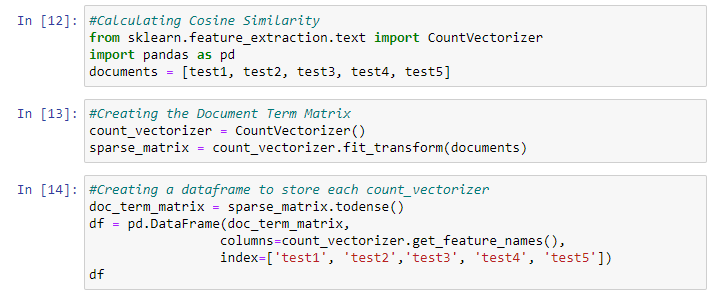 In [12]: #Calculating Cosine Similarity
from sklearn.feature_extraction.text import CountVectorizer
import pandas as pd
documents = [test1, test2, test3, test4, test5]
In [13]: #Creating the Document Term Matrix
count_vectorizer = CountVectorizer()
sparse_matrix = count_vectorizer.fit_transform(documents)
In [14]: #Creating a dataframe to store each count_vectorizer
doc_term_matrix = sparse_matrix.todense()
df = pd.DataFrame(doc_term_matrix,
columns=count_vectorizer.get_feature_names(),
index=['test1', 'test2','test3', 'test4', 'test5'])
df